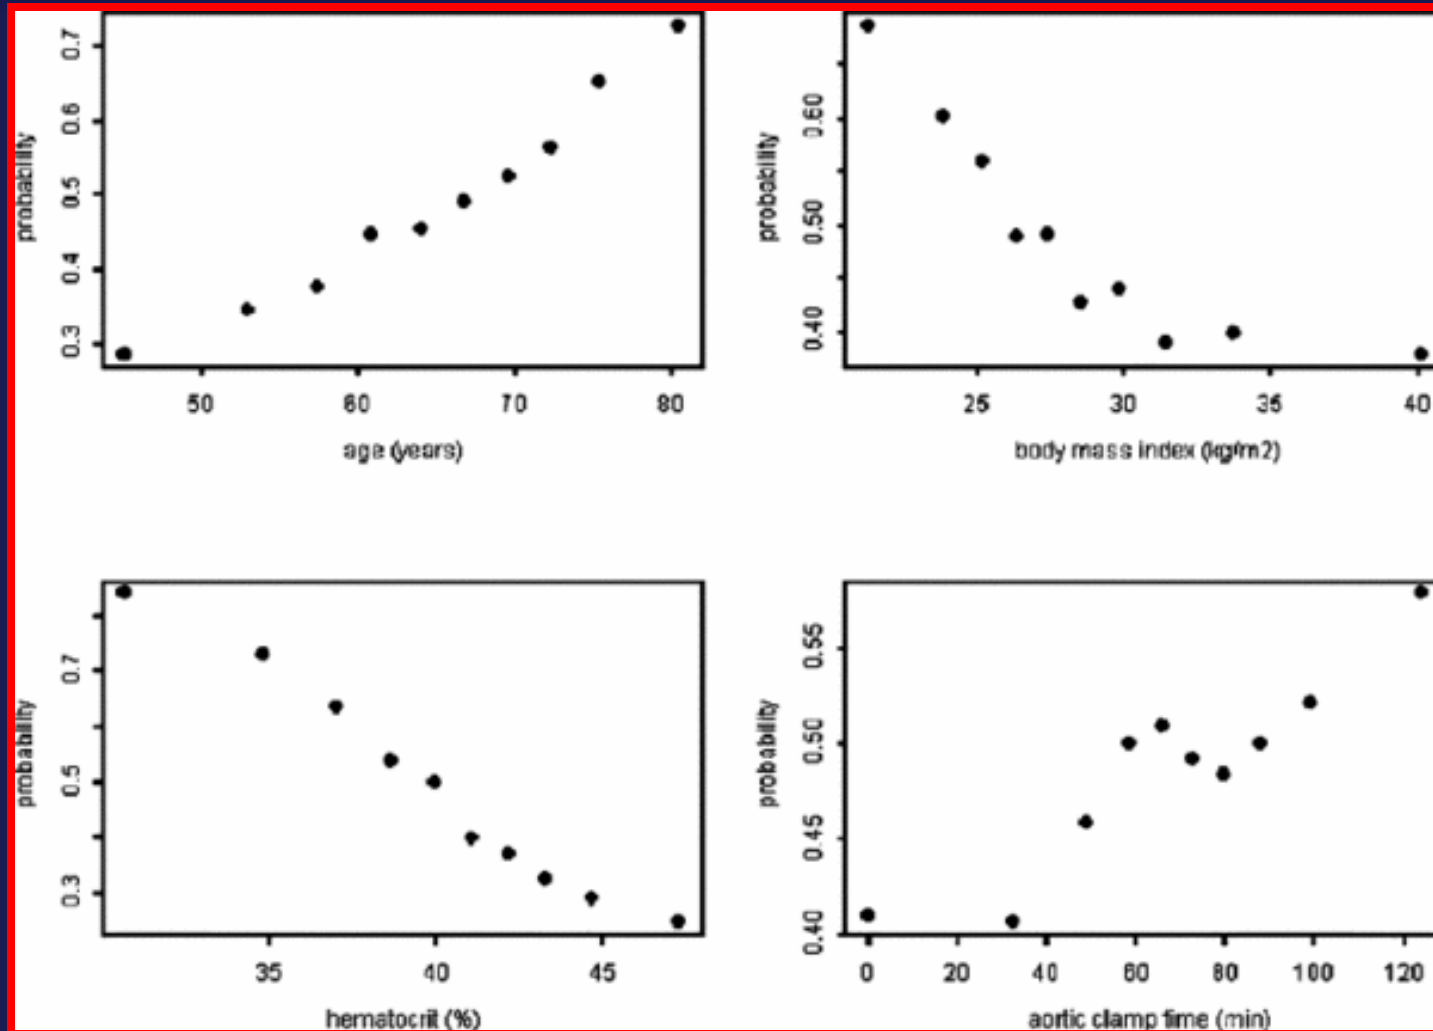 probability
0.7
0.6
0.5
0.4
0.3
50 60 70 80
age (years)
probability
0.60
0.50
0.40
25 30 35 40
body mass index (kg/m2)
probability
0.7
0.5
0.3
35 40 45
hematocrit (%)
probability
0.55
0.50
0.45
0.40
0 20 40 60 80 100 120
aortic clamp time (min)